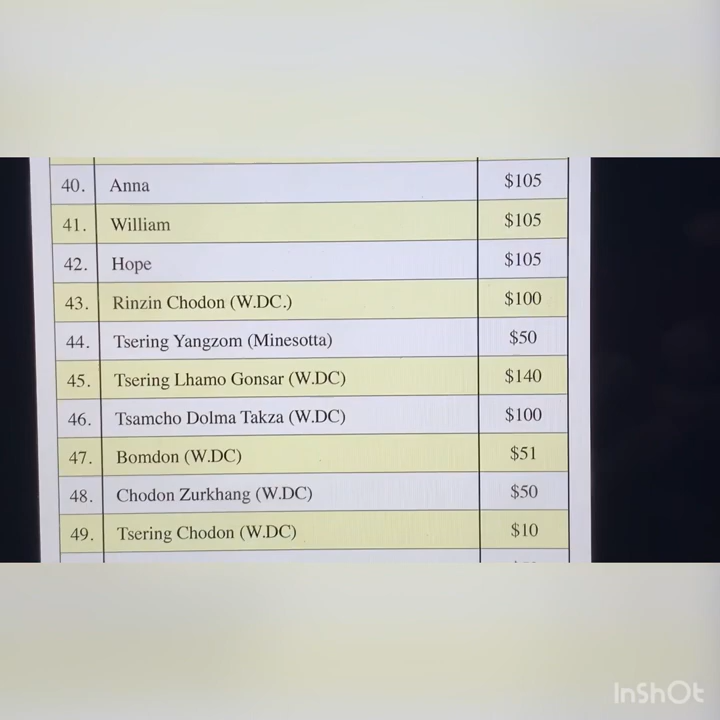 40. Anna $105
41. William $105
42. Hope $105
43. Rinzin Chodon (W.DC.) $100
44. Tsering Yangzom (Minesotta) $50
45. Tsering Lhamo Gonsar (W.DC) $140
46. Tsamcho Dolma Takza (W.DC) $100
47. Bomdon (W.DC) $51
48. Chodon Zurkhang (W.DC) $50
49. Tsering Chodon (W.DC) $10
InShOt